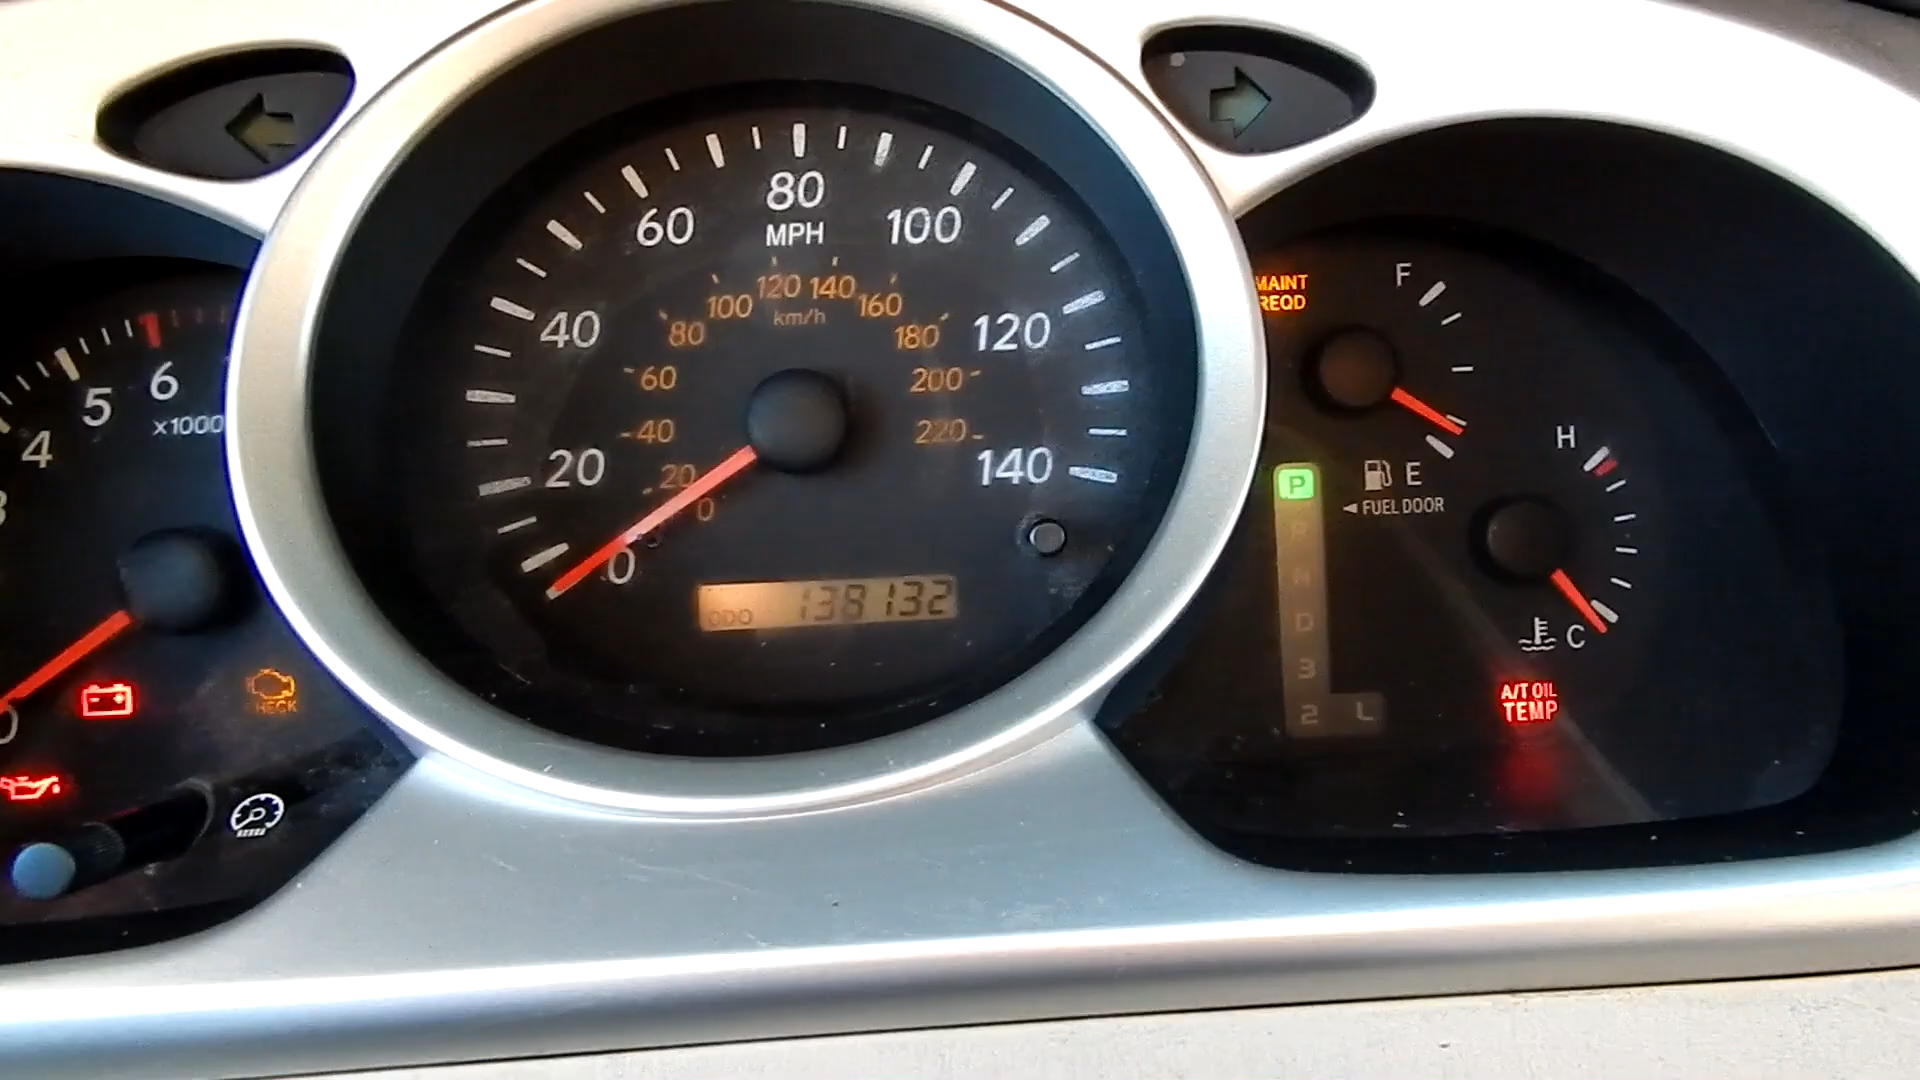 4
5
6
x1000
0
CHECK
20
40
60
80
MPH
100
120
140
0
20
40
60
80
100
120
140
160
180
200
220
km/h
0
ODO 138132
MAINT
REQD
F
E
FUEL DOOR
P
R
N
D
3
2 L
H
C
A/T OIL
TEMP